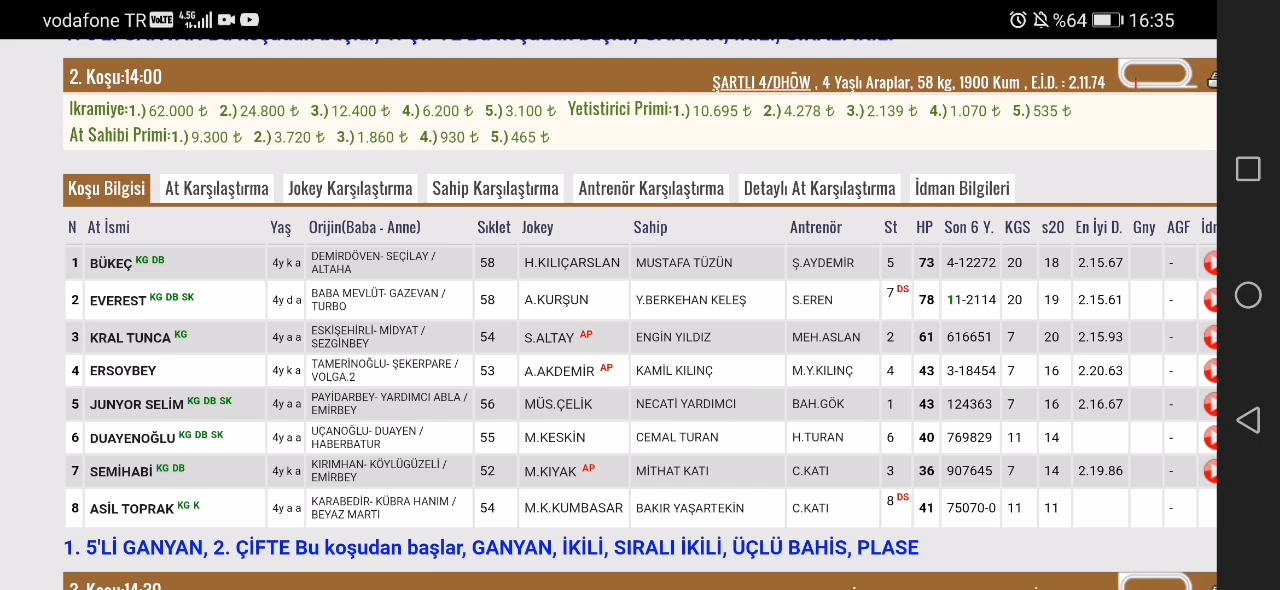 vodafone TR VoLTE 4.5G %64 16:35
2. Koşu:14:00
ŞARTLI 4/DHÖW , 4 Yaşlı Araplar, 58 kg, 1900 Kum , E.İ.D. : 2.11.74
Ikramiye:1.) 62.000 ₺ 2.) 24.800 ₺ 3.) 12.400 ₺ 4.) 6.200 ₺ 5.) 3.100 ₺ Yetistirici Primi:1.) 10.695 ₺ 2.) 4.278 ₺ 3.) 2.139 ₺ 4.) 1.070 ₺ 5.) 535 ₺
At Sahibi Primi:1.) 9.300 ₺ 2.) 3.720 ₺ 3.) 1.860 ₺ 4.) 930 ₺ 5.) 465 ₺
Koşu Bilgisi At Karşılaştırma Jokey Karşılaştırma Sahip Karşılaştırma Antrenör Karşılaştırma Detaylı At Karşılaştırma İdman Bilgileri
N At İsmi Yaş Orijin(Baba - Anne) Sıklet Jokey Sahip Antrenör St HP Son 6 Y. KGS s20 En İyi D. Gny AGF İdr
1 BÜKEÇ KG DB 4y k a DEMİRDÖVEN- SEÇİLAY / ALTAHA 58 H.KILIÇARSLAN MUSTAFA TÜZÜN Ş.AYDEMİR 5 73 4-12272 20 18 2.15.67 -
2 EVEREST KG DB SK 4y d a BABA MEVLÜT- GAZEVAN / TURBO 58 A.KURŞUN Y.BERKEHAN KELEŞ S.EREN 7 DS 78 11-2114 20 19 2.15.61 -
3 KRAL TUNCA KG 4y a a ESKİŞEHİRLİ- MİDYAT / SEZGİNBEY 54 S.ALTAY AP ENGİN YILDIZ MEH.ASLAN 2 61 616651 7 20 2.15.93 -
4 ERSOYBEY 4y k a TAMERİNOĞLU- ŞEKERPARE / VOLGA.2 53 A.AKDEMİR AP KAMİL KILINÇ M.Y.KILINÇ 4 43 3-18454 7 16 2.20.63 -
5 JUNYOR SELİM KG DB SK 4y a a PAYİDARBEY- YARDIMCI ABLA / EMİRBEY 56 MÜS.ÇELİK NECATİ YARDIMCI BAH.GÖK 1 43 124363 7 16 2.16.67 -
6 DUAYENOĞLU KG DB SK 4y a a UÇANOĞLU- DUAYEN / HABERBATUR 55 M.KESKİN CEMAL TURAN H.TURAN 6 40 769829 11 14 -
7 SEMİHABİ KG DB 4y k a KIRIMHAN- KÖYLÜGÜZELİ / EMİRBEY 52 M.KIYAK AP MİTHAT KATI C.KATI 3 36 907645 7 14 2.19.86 -
8 ASİL TOPRAK KG K 4y a a KARABEDİR- KÜBRA HANIM / BEYAZ MARTI 54 M.K.KUMBASAR BAKIR YAŞARTEKİN C.KATI 8 DS 41 75070-0 11 11 -
1. 5'Lİ GANYAN, 2. ÇİFTE Bu koşudan başlar, GANYAN, İKİLİ, SIRALI İKİLİ, ÜÇLÜ BAHİS, PLASE
3. Koşu:14:30